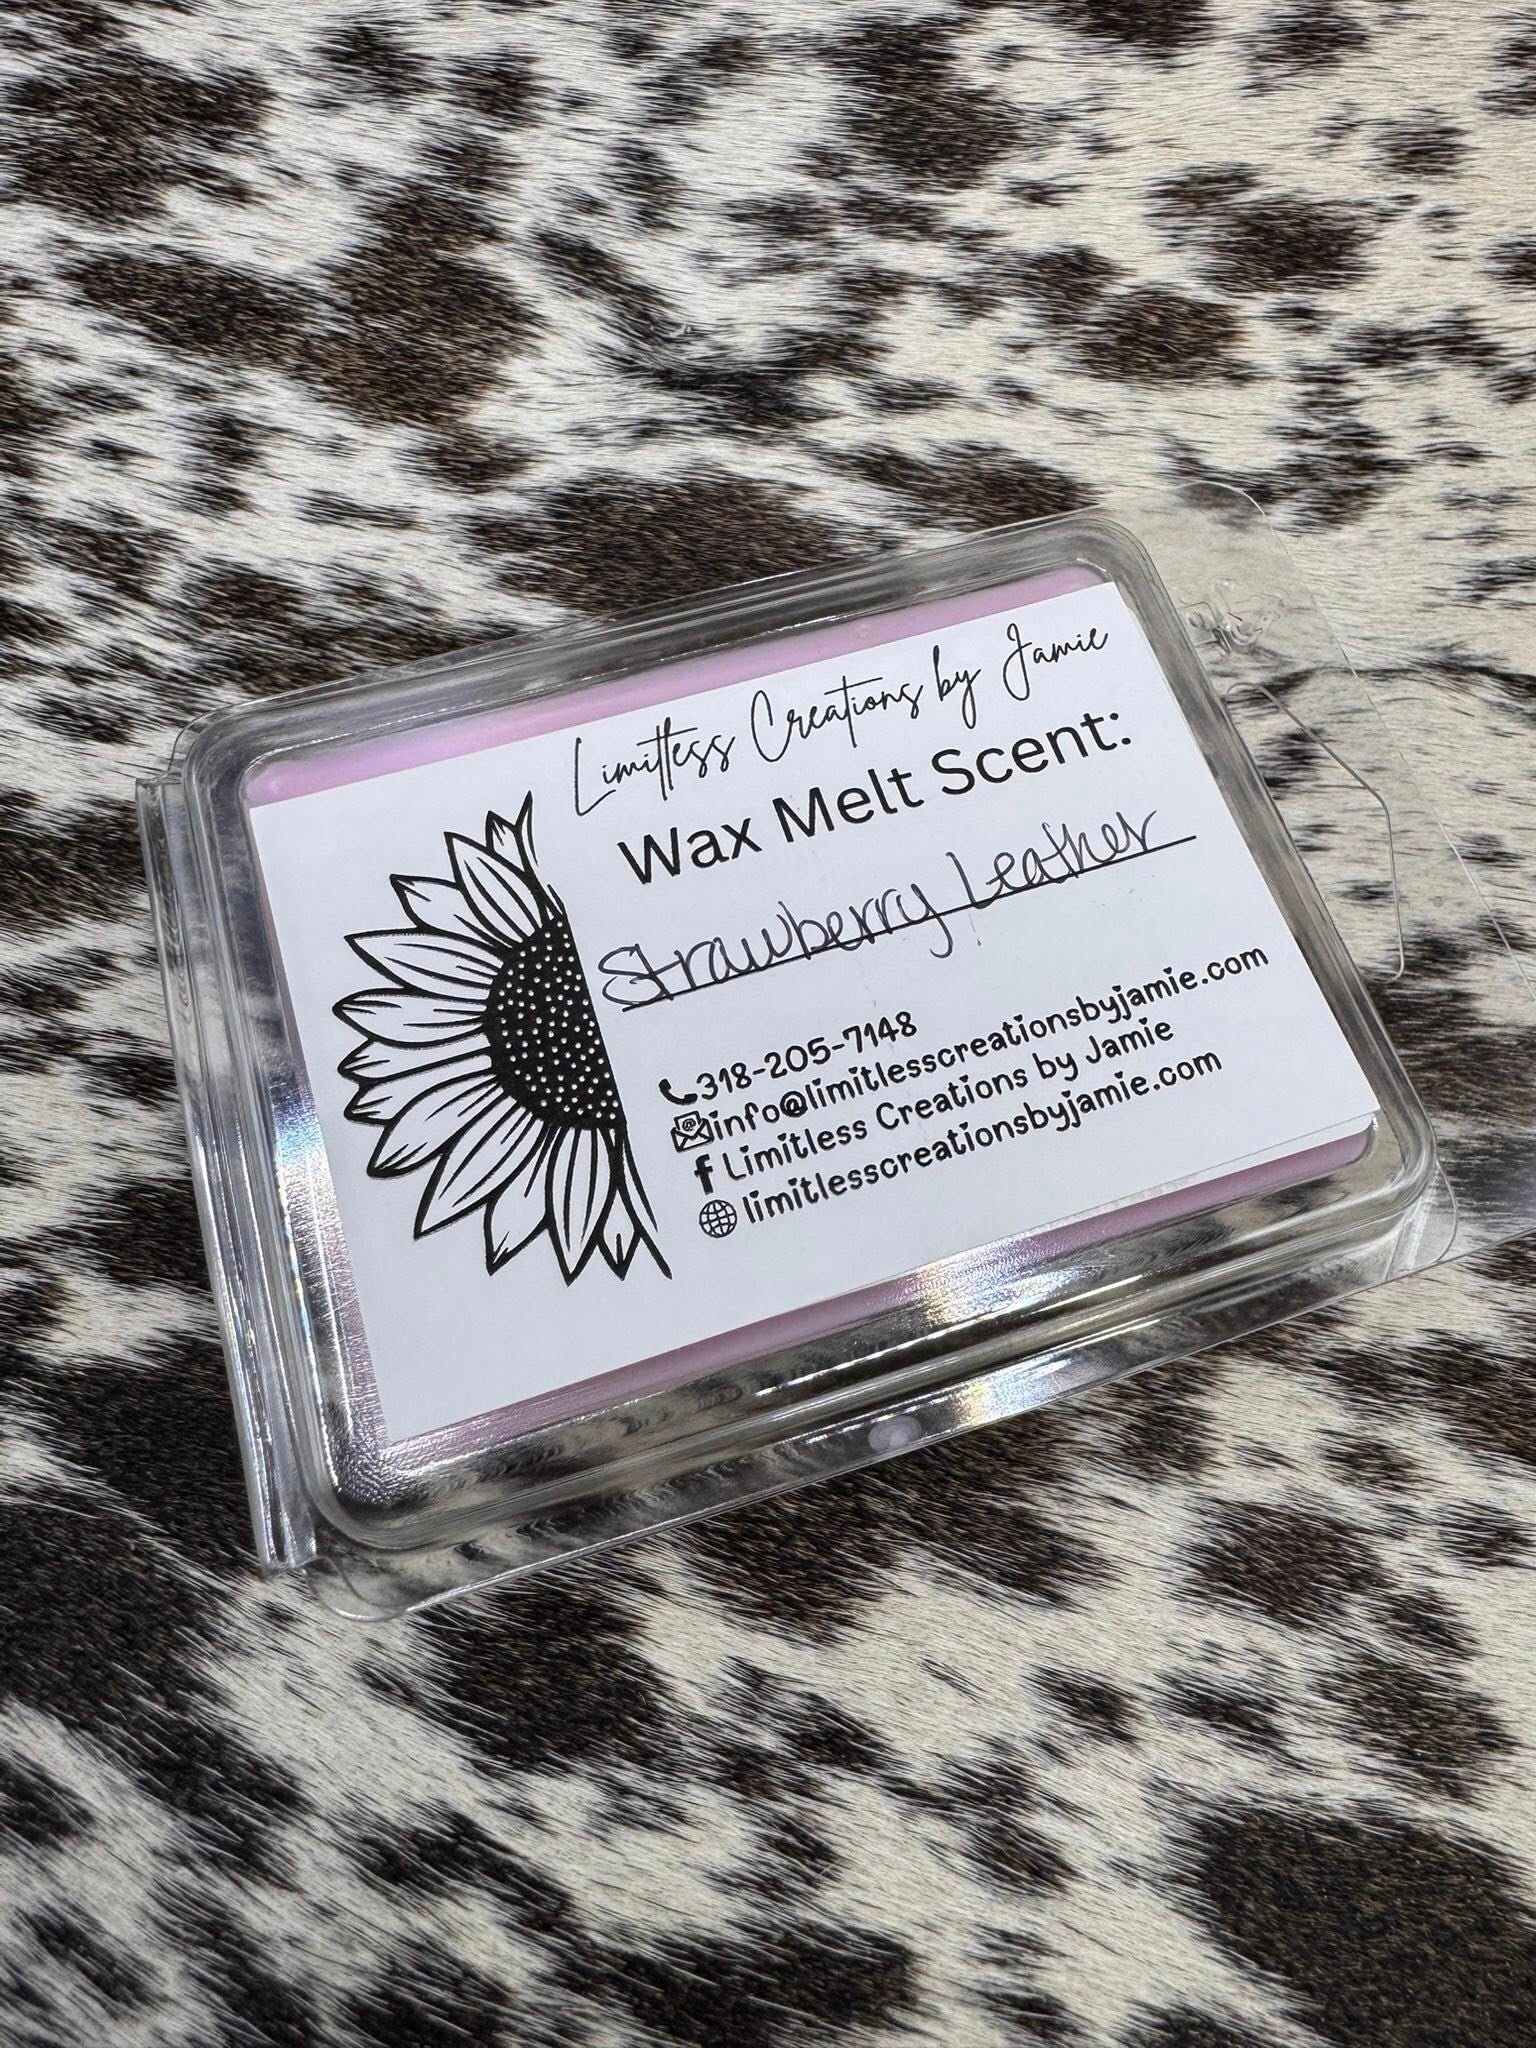 Limitless Creations by Jamie
Wax Melt Scent:
Strawberry Leather
318-205-7148
info@limitlesscreationsbyjamie.com
f Limitless Creations by Jamie
limitlesscreationsbyjamie.com